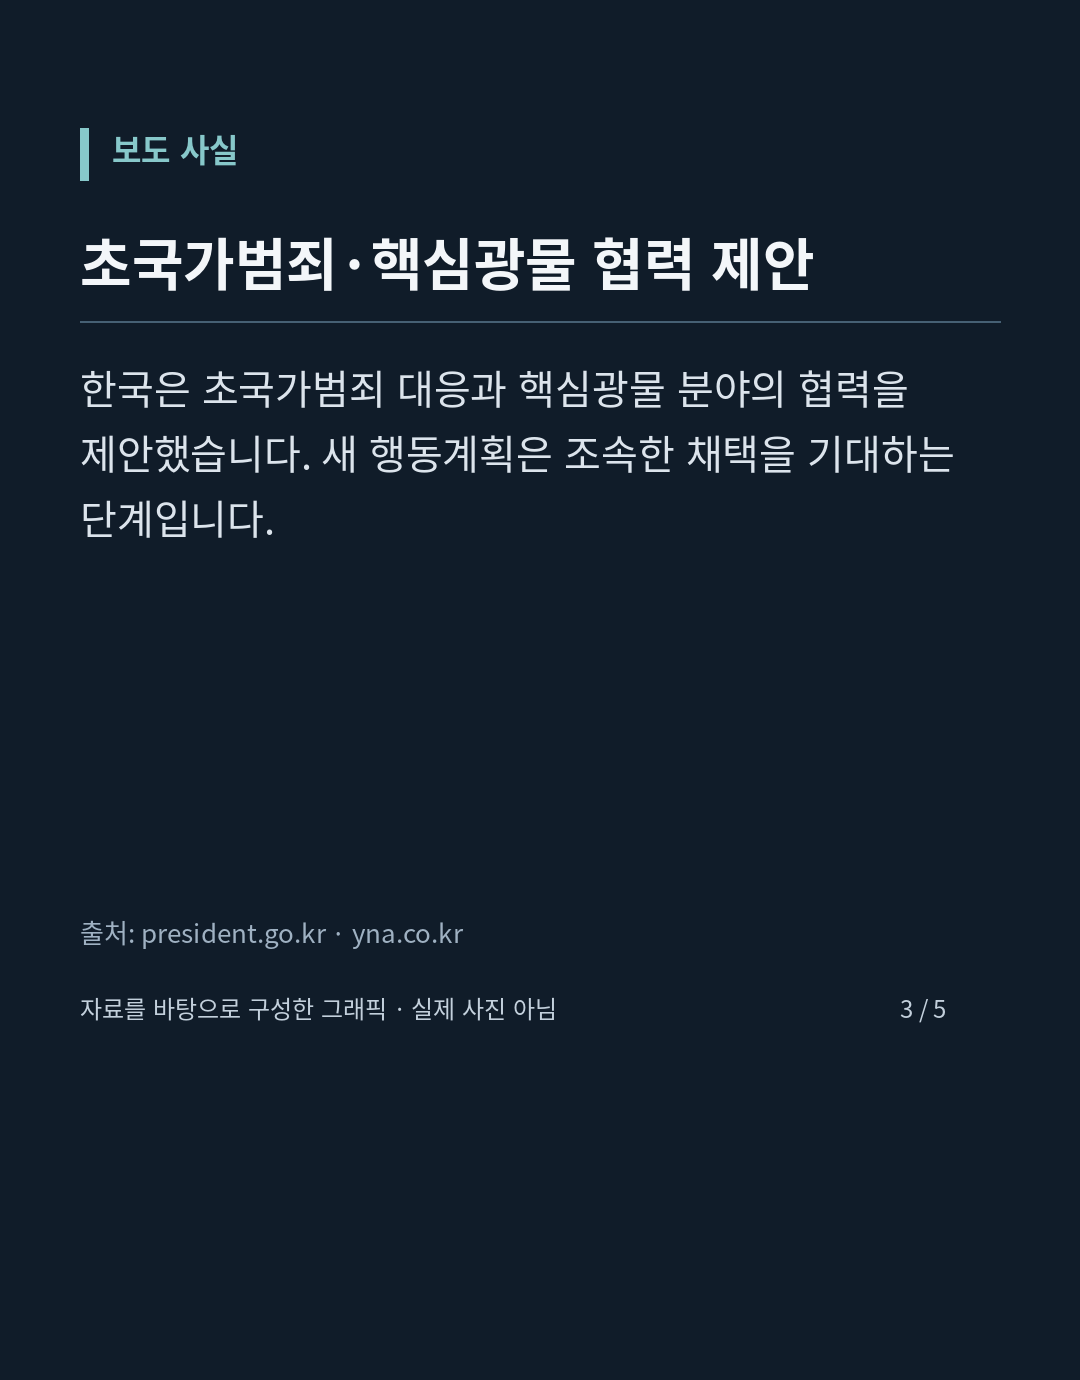 보도 사실
초국가범죄·핵심광물 협력 제안
한국은 초국가범죄 대응과 핵심광물 분야의 협력을
제안했습니다. 새 행동계획은 조속한 채택을 기대하는
단계입니다.
출처: president.go.kr · yna.co.kr
자료를 바탕으로 구성한 그래픽 · 실제 사진 아님
3 / 5